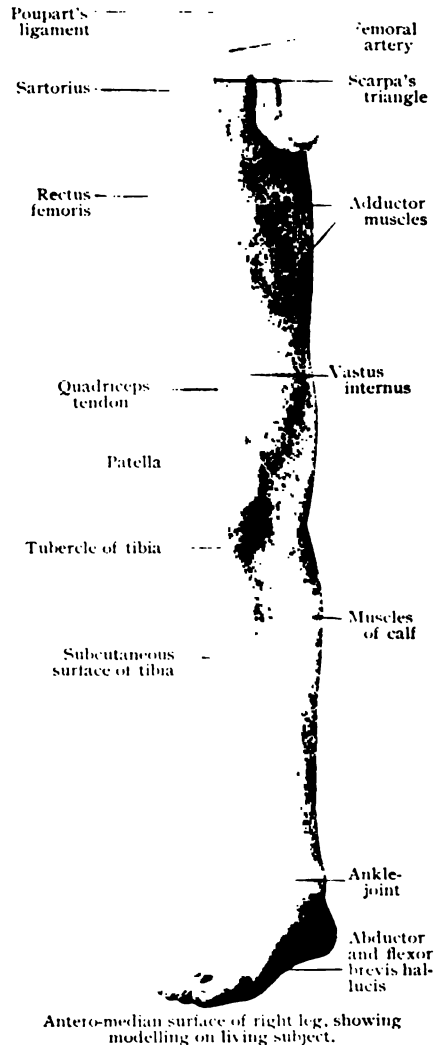 Poupart's
ligament
Femoral
artery
Sartorius
Scarpa's
triangle
Rectus
femoris
Adductor
muscles
Vastus
internus
Quadriceps
tendon
Patella
Tubercle of tibia
Muscles
of calf
Subcutaneous
surface of tibia
Ankle-
joint
Abductor
and flexor
brevis hal-
lucis
Antero-median surface of right leg, showing
modelling on living subject.